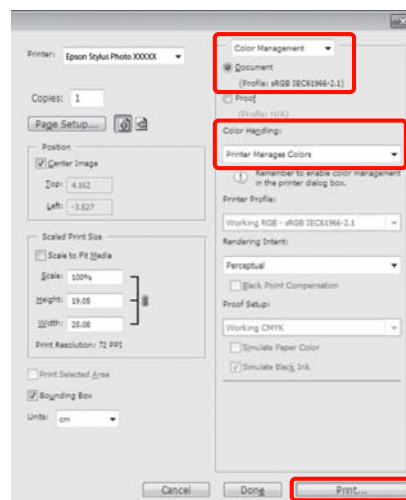 Printer: Epson Stylus Photo XXXXX
Copies: 1
Page Setup...
Position
Center Image
Top: 4.162
Left: -3.527
Scaled Print Size
Scale to Fit Media
Scale: 100%
Height: 19.05
Width: 28.08
Print Resolution: 72 PPI
Print Selected Area
Bounding Box
Units: cm
Color Management
Document
(Profile: sRGB IEC61966-2.1)
Proof
(Profile: N/A)
Color Handling:
Printer Manages Colors
Remember to enable color management
in the printer dialog box.
Printer Profile:
Working RGB - sRGB IEC61966-2.1
Rendering Intent:
Perceptual
Black Point Compensation
Proof Setup:
Working CMYK
Simulate Paper Color
Simulate Black Ink
Cancel
Done
Print...